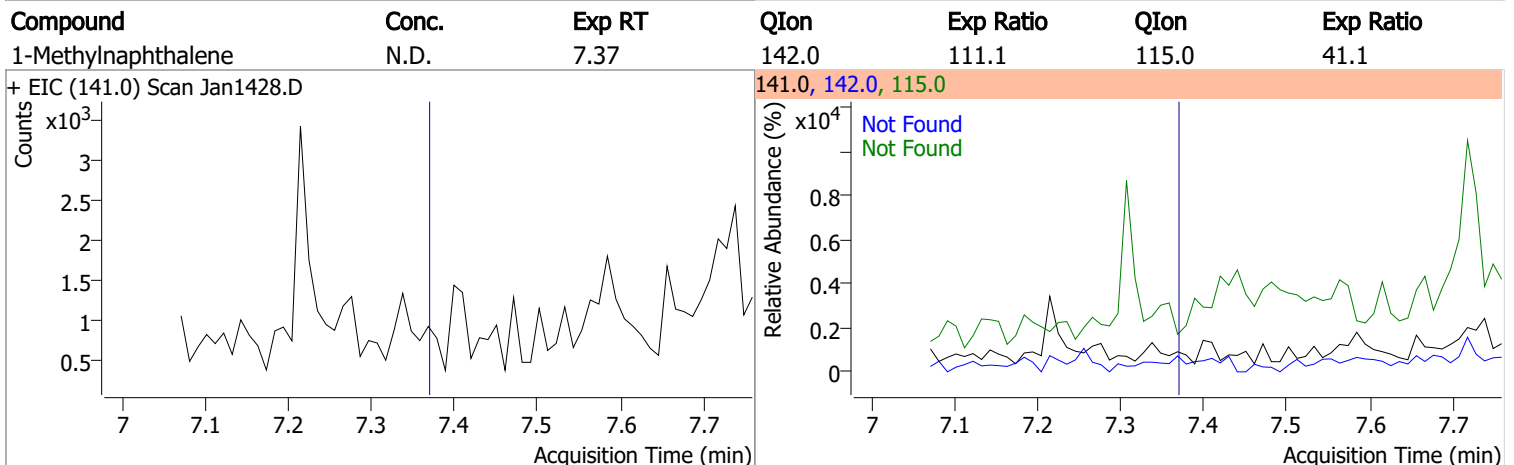 Compound Conc. Exp RT QIon Exp Ratio QIon Exp Ratio
1-Methylnaphthalene N.D. 7.37 142.0 111.1 115.0 41.1
+ EIC (141.0) Scan Jan1428.D
Counts
x10³
3
2.5
2
1.5
1
0.5
7 7.1 7.2 7.3 7.4 7.5 7.6 7.7
Acquisition Time (min)
141.0, 142.0, 115.0
Relative Abundance (%)
x10⁴
Not Found
Not Found
0.8
0.6
0.4
0.2
0
7 7.1 7.2 7.3 7.4 7.5 7.6 7.7
Acquisition Time (min)